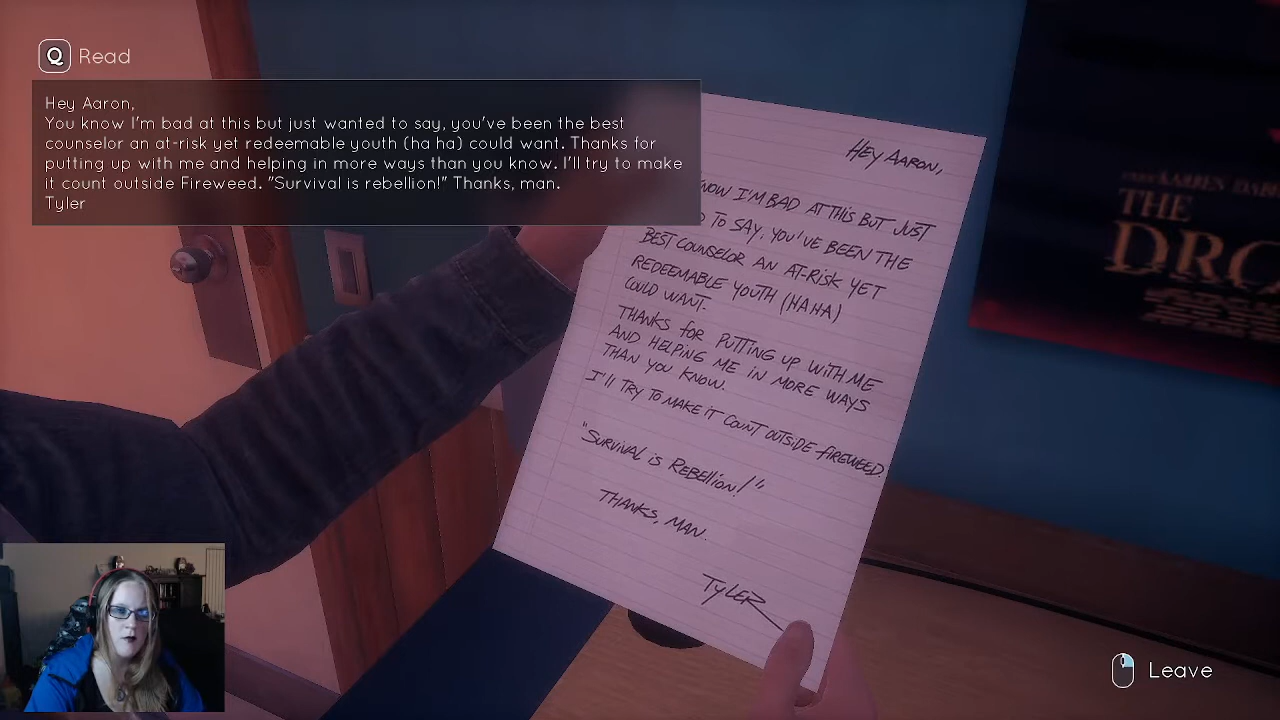 Q Read
Hey Aaron,
You know I'm bad at this but just wanted to say, you've been the best
counselor an at-risk yet redeemable youth (ha ha) could want. Thanks for
putting up with me and helping in more ways than you know. I'll try to make
it count outside Fireweed. "Survival is rebellion!" Thanks, man.
Tyler
HEY AARON,
NOW I'M BAD AT THIS BUT JUST
TO SAY, YOU'VE BEEN THE
BEST COUNSELOR AN AT-RISK YET
REDEEMABLE YOUTH (HAHA)
COULD WANT.
THANKS FOR PUTTING UP WITH ME
AND HELPING ME IN MORE WAYS
THAN YOU KNOW.
I'LL TRY TO MAKE IT COUNT OUTSIDE FIREWEED.
"SURVIVAL IS REBELLION!"
THANKS, MAN.
TYLER
THE
Leave